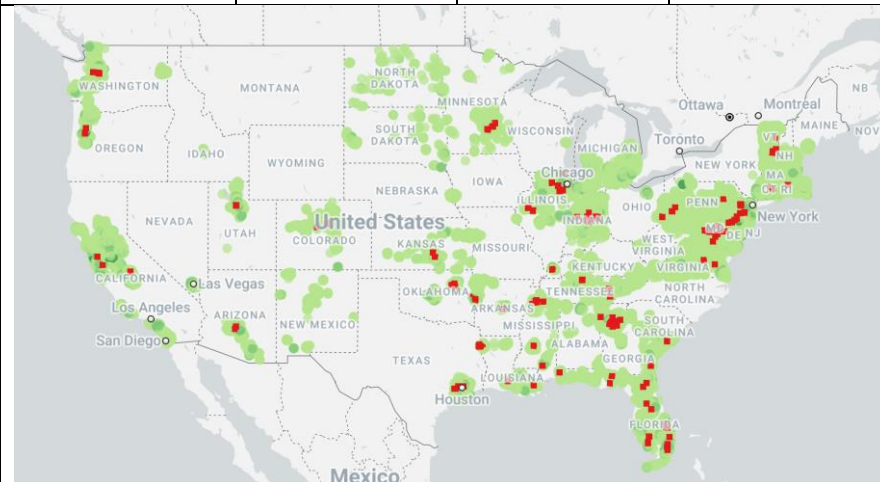 Ottawa
Montréal
NB
WASHINGTON
MONTANA
NORTH
DAKOTA
MINNESOTA
MAINE
NOV
Toronto
VT
NH
OREGON
IDAHO
SOUTH
DAKOTA
WISCONSIN
MICHIGAN
WYOMING
NEW YORK
MA
CT RI
Chicago
IOWA
NEBRASKA
ILLINOIS
INDIANA
OHIO
PENN
New York
NEVADA
UTAH
United States
COLORADO
KANSAS
MISSOURI
WEST
VIRGINIA
MD
DE
NJ
CALIFORNIA
Las Vegas
KENTUCKY
VIRGINIA
Los Angeles
ARIZONA
NEW MEXICO
OKLAHOMA
ARKANSAS
TENNESSEE
NORTH
CAROLINA
San Diego
MISSISSIPPI
SOUTH
CAROLINA
TEXAS
ALABAMA
GEORGIA
LOUISIANA
Houston
FLORIDA
Mexico